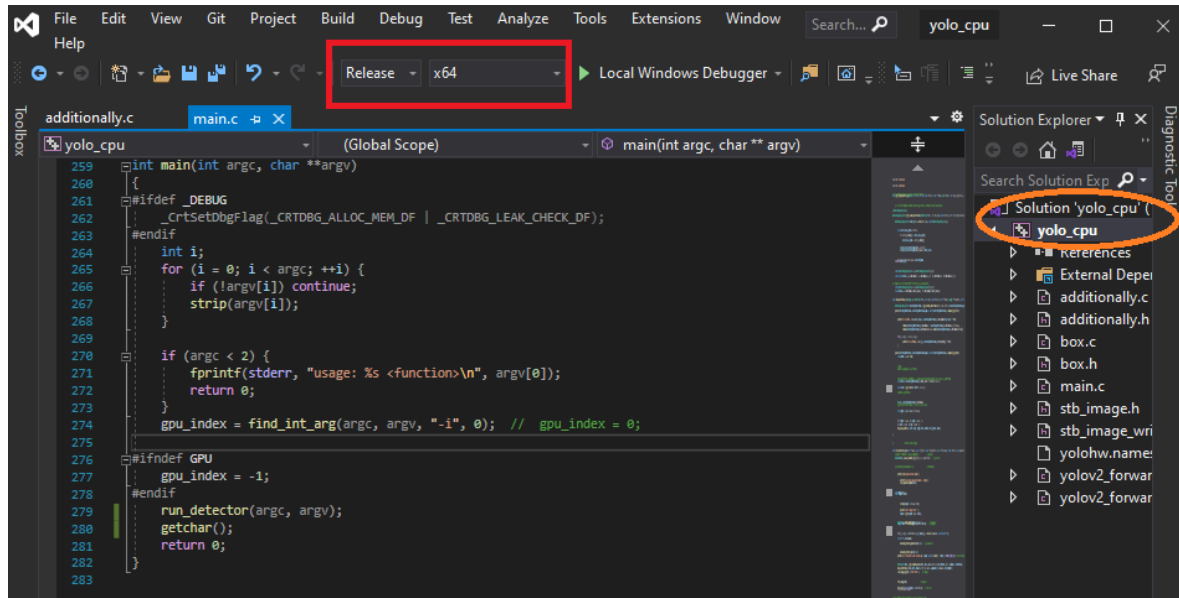 File Edit View Git Project Build Debug Test Analyze Tools Extensions Window Search... yolo_cpu
Help
Release x64 Local Windows Debugger Live Share
Toolbox
additionally.c main.c
yolo_cpu (Global Scope) main(int argc, char ** argv)
259 int main(int argc, char **argv)
260 {
261 #ifdef _DEBUG
262 _CrtSetDbgFlag(_CRTDBG_ALLOC_MEM_DF | _CRTDBG_LEAK_CHECK_DF);
263 #endif
264 int i;
265 for (i = 0; i < argc; ++i) {
266 if (!argv[i]) continue;
267 strip(argv[i]);
268 }
269
270 if (argc < 2) {
271 fprintf(stderr, "usage: %s <function>\n", argv[0]);
272 return 0;
273 }
274 gpu_index = find_int_arg(argc, argv, "-i", 0); // gpu_index = 0;
275
276 #ifndef GPU
277 gpu_index = -1;
278 #endif
279 run_detector(argc, argv);
280 getchar();
281 return 0;
282 }
283
Solution Explorer
Search Solution Exp
Solution 'yolo_cpu' (
yolo_cpu
References
External Depe
additionally.c
additionally.h
box.c
box.h
main.c
stb_image.h
stb_image_wri
yolohw.name
yolov2_forwar
yolov2_forwar
Diagnostic Tool